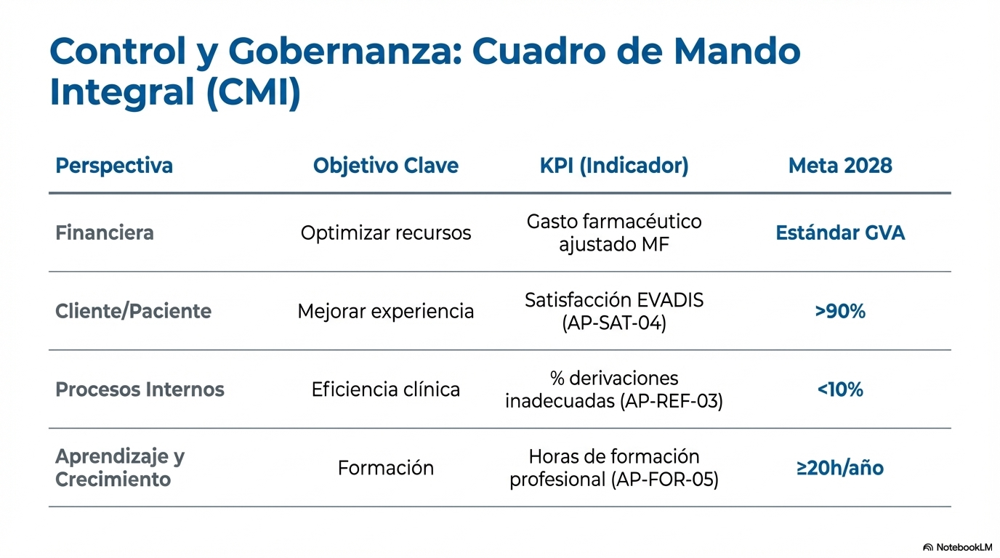 Control y Gobernanza: Cuadro de Mando
Integral (CMI)
Perspectiva
Objetivo Clave
KPI (Indicador)
Meta 2028
Financiera
Optimizar recursos
Gasto farmacéutico
ajustado MF
Estándar GVA
Cliente/Paciente
Mejorar experiencia
Satisfacción EVADIS
(AP-SAT-04)
>90%
Procesos Internos
Eficiencia clínica
% derivaciones
inadecuadas (AP-REF-03)
<10%
Aprendizaje y
Crecimiento
Formación
Horas de formación
profesional (AP-FOR-05)
≥20h/año
NotebookLM